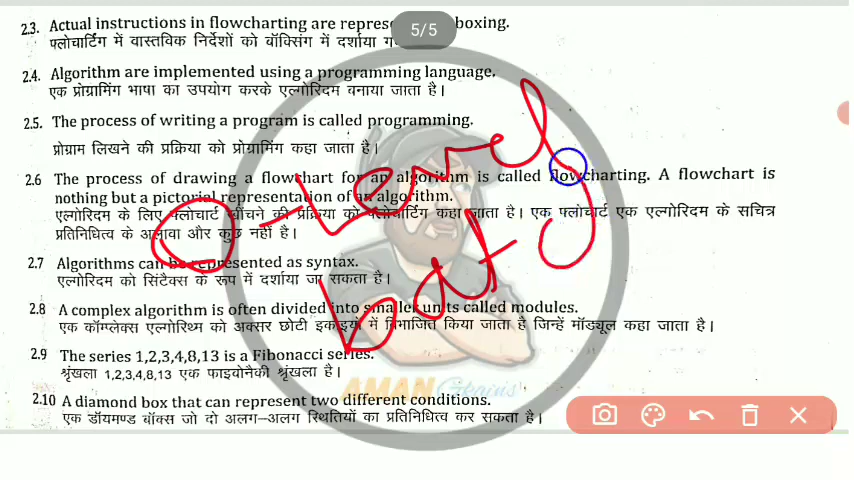 5/5
2.3. Actual instructions in flowcharting are boxing.
फ्लोचार्टिंग में वास्तविक निर्देशों को बॉक्सिंग में दर्शाया
2.4. Algorithm are implemented using a programming language.
एक प्रोग्रामिंग भाषा का उपयोग करके एल्गोरिदम बनाया जाता है।
2.5. The process of writing a program is called programming.
प्रोग्राम लिखने की प्रक्रिया को प्रोग्रामिंग कहा जाता है।
2.6 The process of drawing a flowchart for an algorithm is called flowcharting. A flowchart is
nothing but a pictorial representation of an algorithm.
एल्गोरिदम के लिए फ्लोचार्ट खींचने की प्रक्रिया को फ्लोचार्टिंग कहा जाता है। एक फ्लोचार्ट एक एल्गोरिदम के सचित्र
प्रतिनिधित्व के अलावा और कुछ नहीं है।
O-Level
2.7 Algorithms can be represented as syntax.
एल्गोरिदम को सिंटैक्स के रूप में दर्शाया जा सकता है।
2.8 A complex algorithm is often divided into smaller units called modules.
एक कॉम्प्लेक्स एल्गोरिथ्म को अक्सर छोटी इकाइयों में विभाजित किया जाता है जिन्हें मॉड्यूल कहा जाता है।
2.9 The series 1,2,3,4,8,13 is a Fibonacci series.
श्रृंखला 1,2,3,4,8,13 एक फाइवोनैकी श्रृंखला है।
AMAN Genius
2.10 A diamond box that can represent two different conditions.
एक डॉयमण्ड बॉक्स जो दो अलग–अलग स्थितियों का प्रतिनिधित्व कर सकता है।